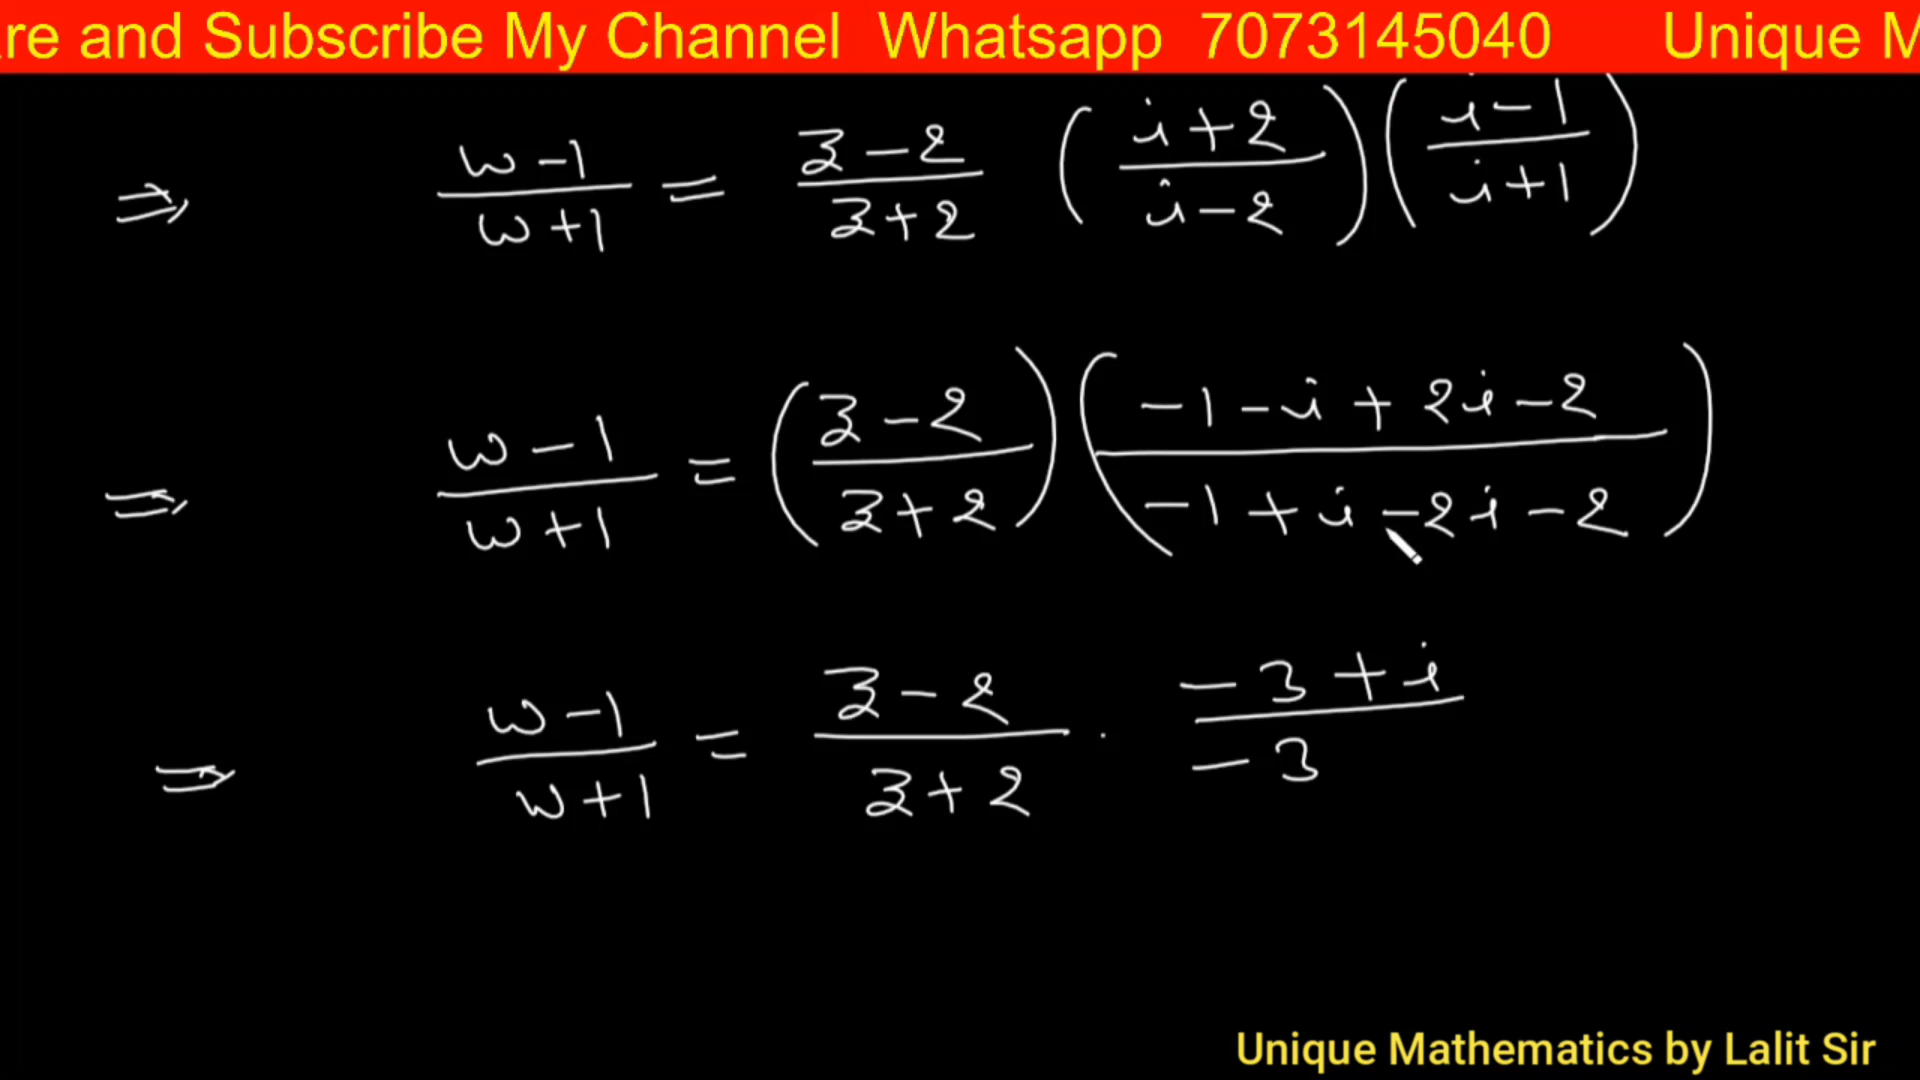 re and Subscribe My Channel Whatsapp 7073145040 Unique M
⇒ (w-1)/(w+1) = (z-2)/(z+2) ((i+2)/(i-2)) ((i-1)/(i+1))
⇒ (w-1)/(w+1) = ((z-2)/(z+2)) ((-1-i+2i-2)/(-1+i-2i-2))
⇒ (w-1)/(w+1) = (z-2)/(z+2) . (-3+i)/(-3
Unique Mathematics by Lalit Sir